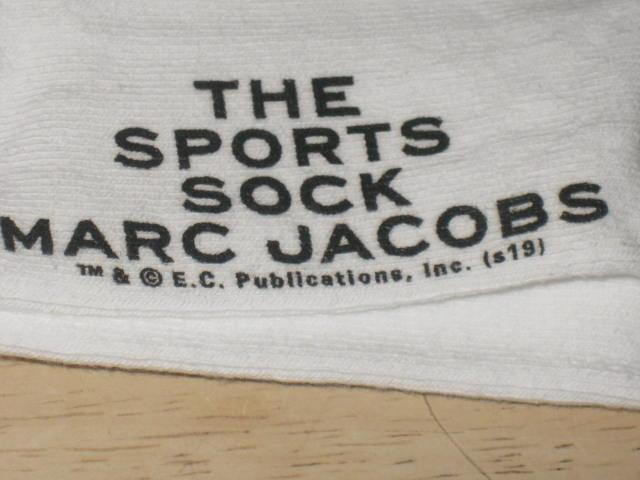 THE
SPORTS
SOCK
MARC JACOBS
™ & © E.C. Publications, Inc. (s19)